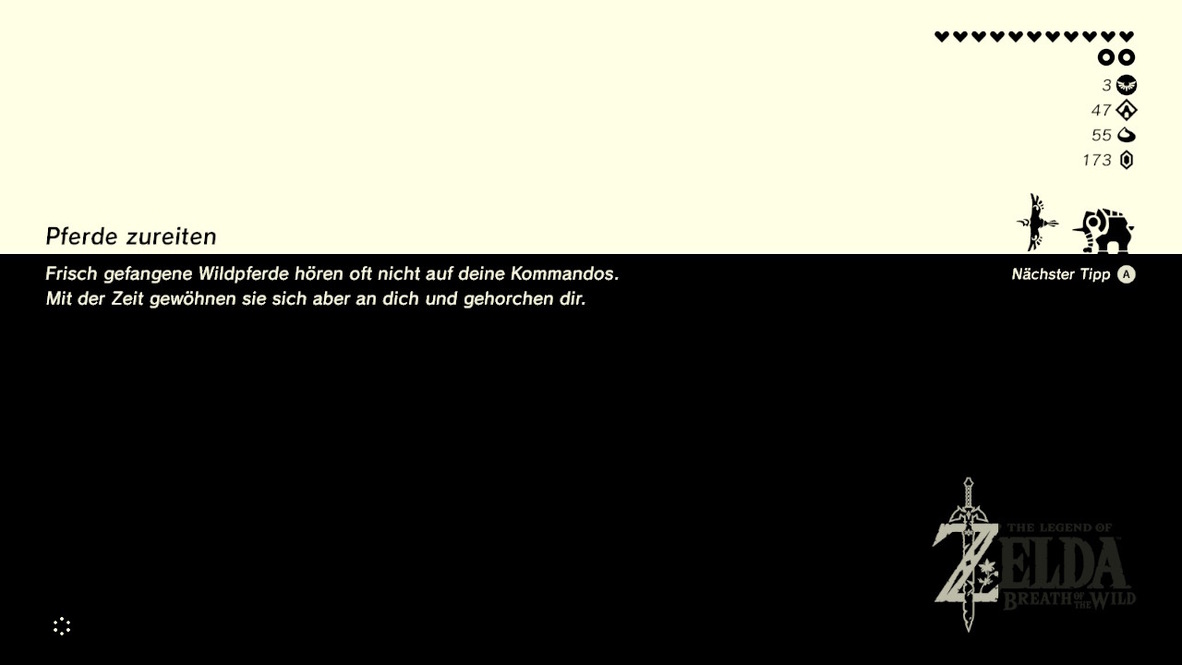 3
47
55
173
Pferde zureiten
Frisch gefangene Wildpferde hören oft nicht auf deine Kommandos.
Mit der Zeit gewöhnen sie sich aber an dich und gehorchen dir.
Nächster Tipp A
THE LEGEND OF
ZELDA
BREATH OF THE WILD